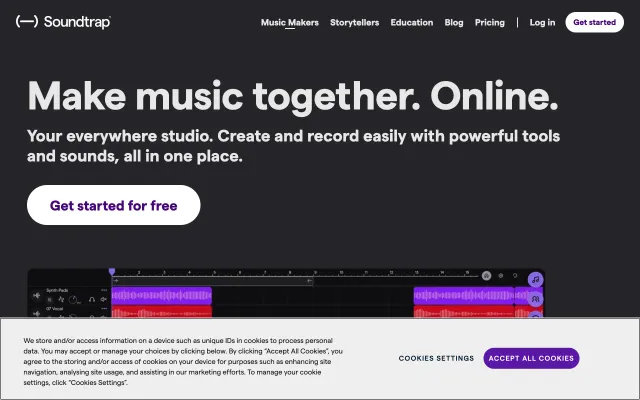 Soundtrap
Music Makers Storytellers Education Blog Pricing | Log in Get started
Make music together. Online.
Your everywhere studio. Create and record easily with powerful tools
and sounds, all in one place.
Get started for free
Synth Pads
We store and/or access information on a device such as unique IDs in cookies to process personal
data. You may accept or manage your choices by clicking below. By clicking "Accept All Cookies", you
agree to the storing and/or access of cookies on your device for purposes such as enhancing site
navigation, analysing site usage, and assisting in our marketing efforts. To manage your cookie
settings, click "Cookies Settings".
COOKIES SETTINGS
ACCEPT ALL COOKIES